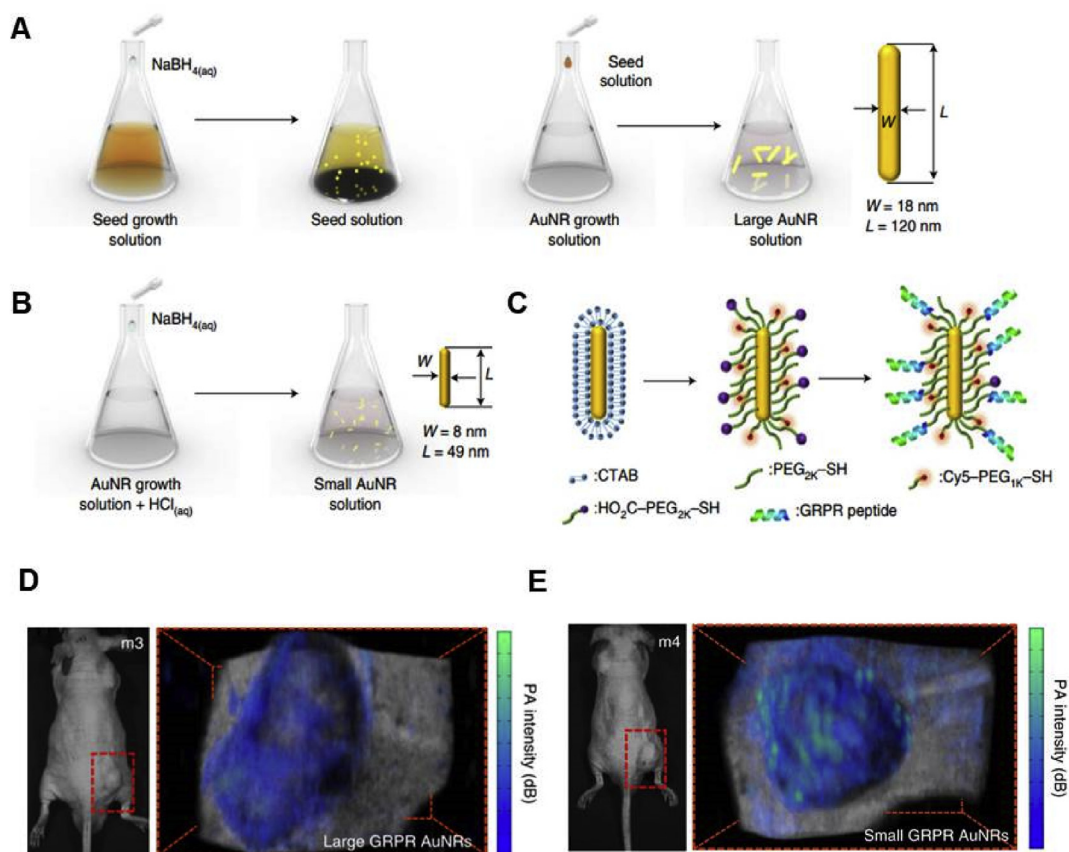 A
NaBH4(aq)
Seed growth
solution
Seed solution
Seed
solution
AuNR growth
solution
Large AuNR
solution
W
L
W = 18 nm
L = 120 nm
B
NaBH4(aq)
AuNR growth
solution + HCl(aq)
Small AuNR
solution
W
L
W = 8 nm
L = 49 nm
C
:CTAB
:PEG2K–SH
:Cy5–PEG1K–SH
:HO2C–PEG2K–SH
:GRPR peptide
D
m3
Large GRPR AuNRs
PA intensity (dB)
E
m4
Small GRPR AuNRs
PA intensity (dB)